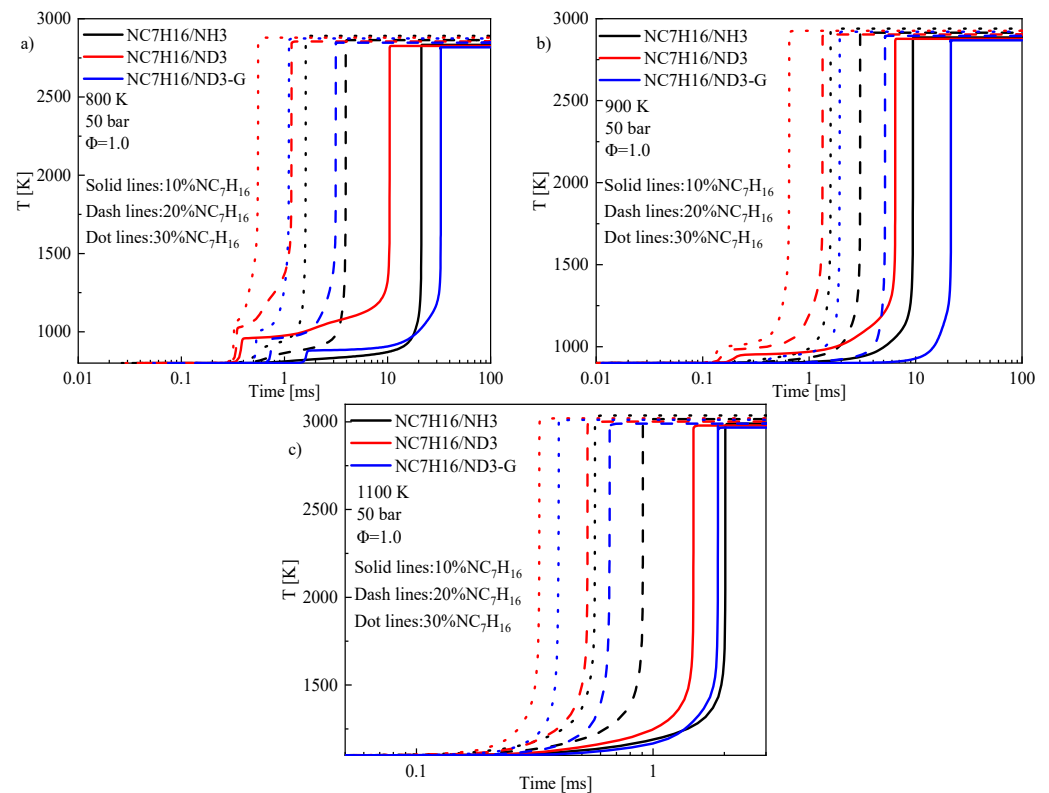 a)
NC7H16/NH3
NC7H16/ND3
NC7H16/ND3-G
800 K
50 bar
Φ=1.0
Solid lines:10%NC₇H₁₆
Dash lines:20%NC₇H₁₆
Dot lines:30%NC₇H₁₆
T [K]
3000
2500
2000
1500
1000
0.01 0.1 1 10 100
Time [ms]
b)
NC7H16/NH3
NC7H16/ND3
NC7H16/ND3-G
900 K
50 bar
Φ=1.0
Solid lines:10%NC₇H₁₆
Dash lines:20%NC₇H₁₆
Dot lines:30%NC₇H₁₆
T [K]
3000
2500
2000
1500
1000
0.01 0.1 1 10 100
Time [ms]
c)
NC7H16/NH3
NC7H16/ND3
NC7H16/ND3-G
1100 K
50 bar
Φ=1.0
Solid lines:10%NC₇H₁₆
Dash lines:20%NC₇H₁₆
Dot lines:30%NC₇H₁₆
T [K]
3000
2500
2000
1500
0.1 1
Time [ms]